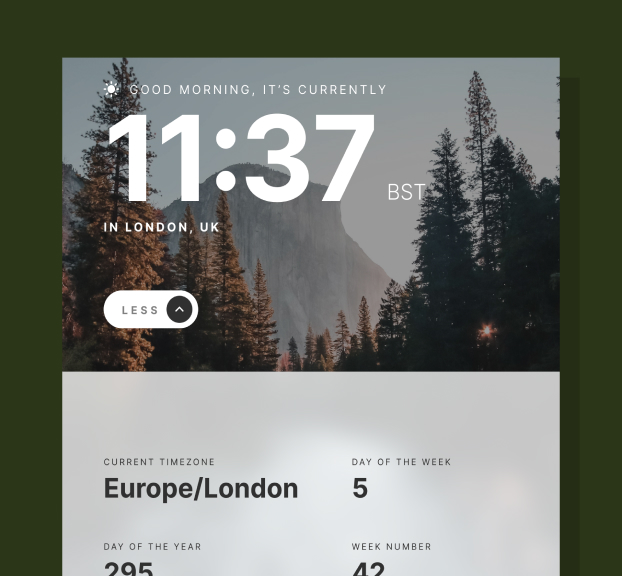 GOOD MORNING, IT'S CURRENTLY
11:37 BST
IN LONDON, UK
LESS
CURRENT TIMEZONE
Europe/London
DAY OF THE WEEK
5
DAY OF THE YEAR
295
WEEK NUMBER
42